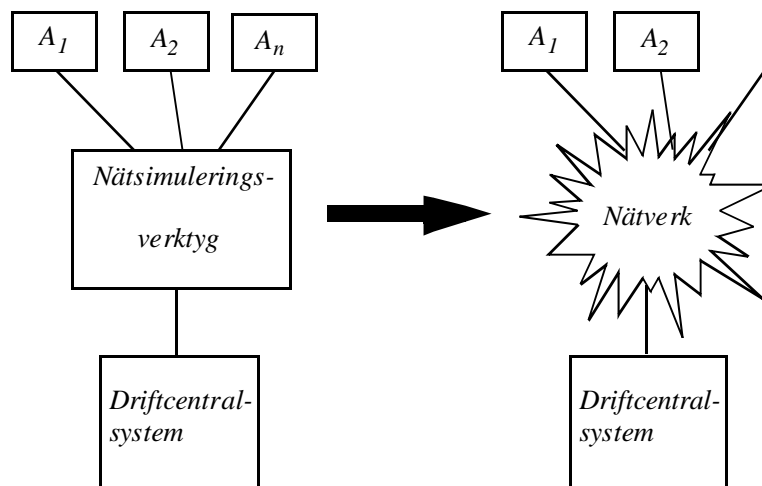 A1
A2
An
Nätsimulerings-
verktyg
Driftcentral-
system
A1
A2
Nätverk
Driftcentral-
system